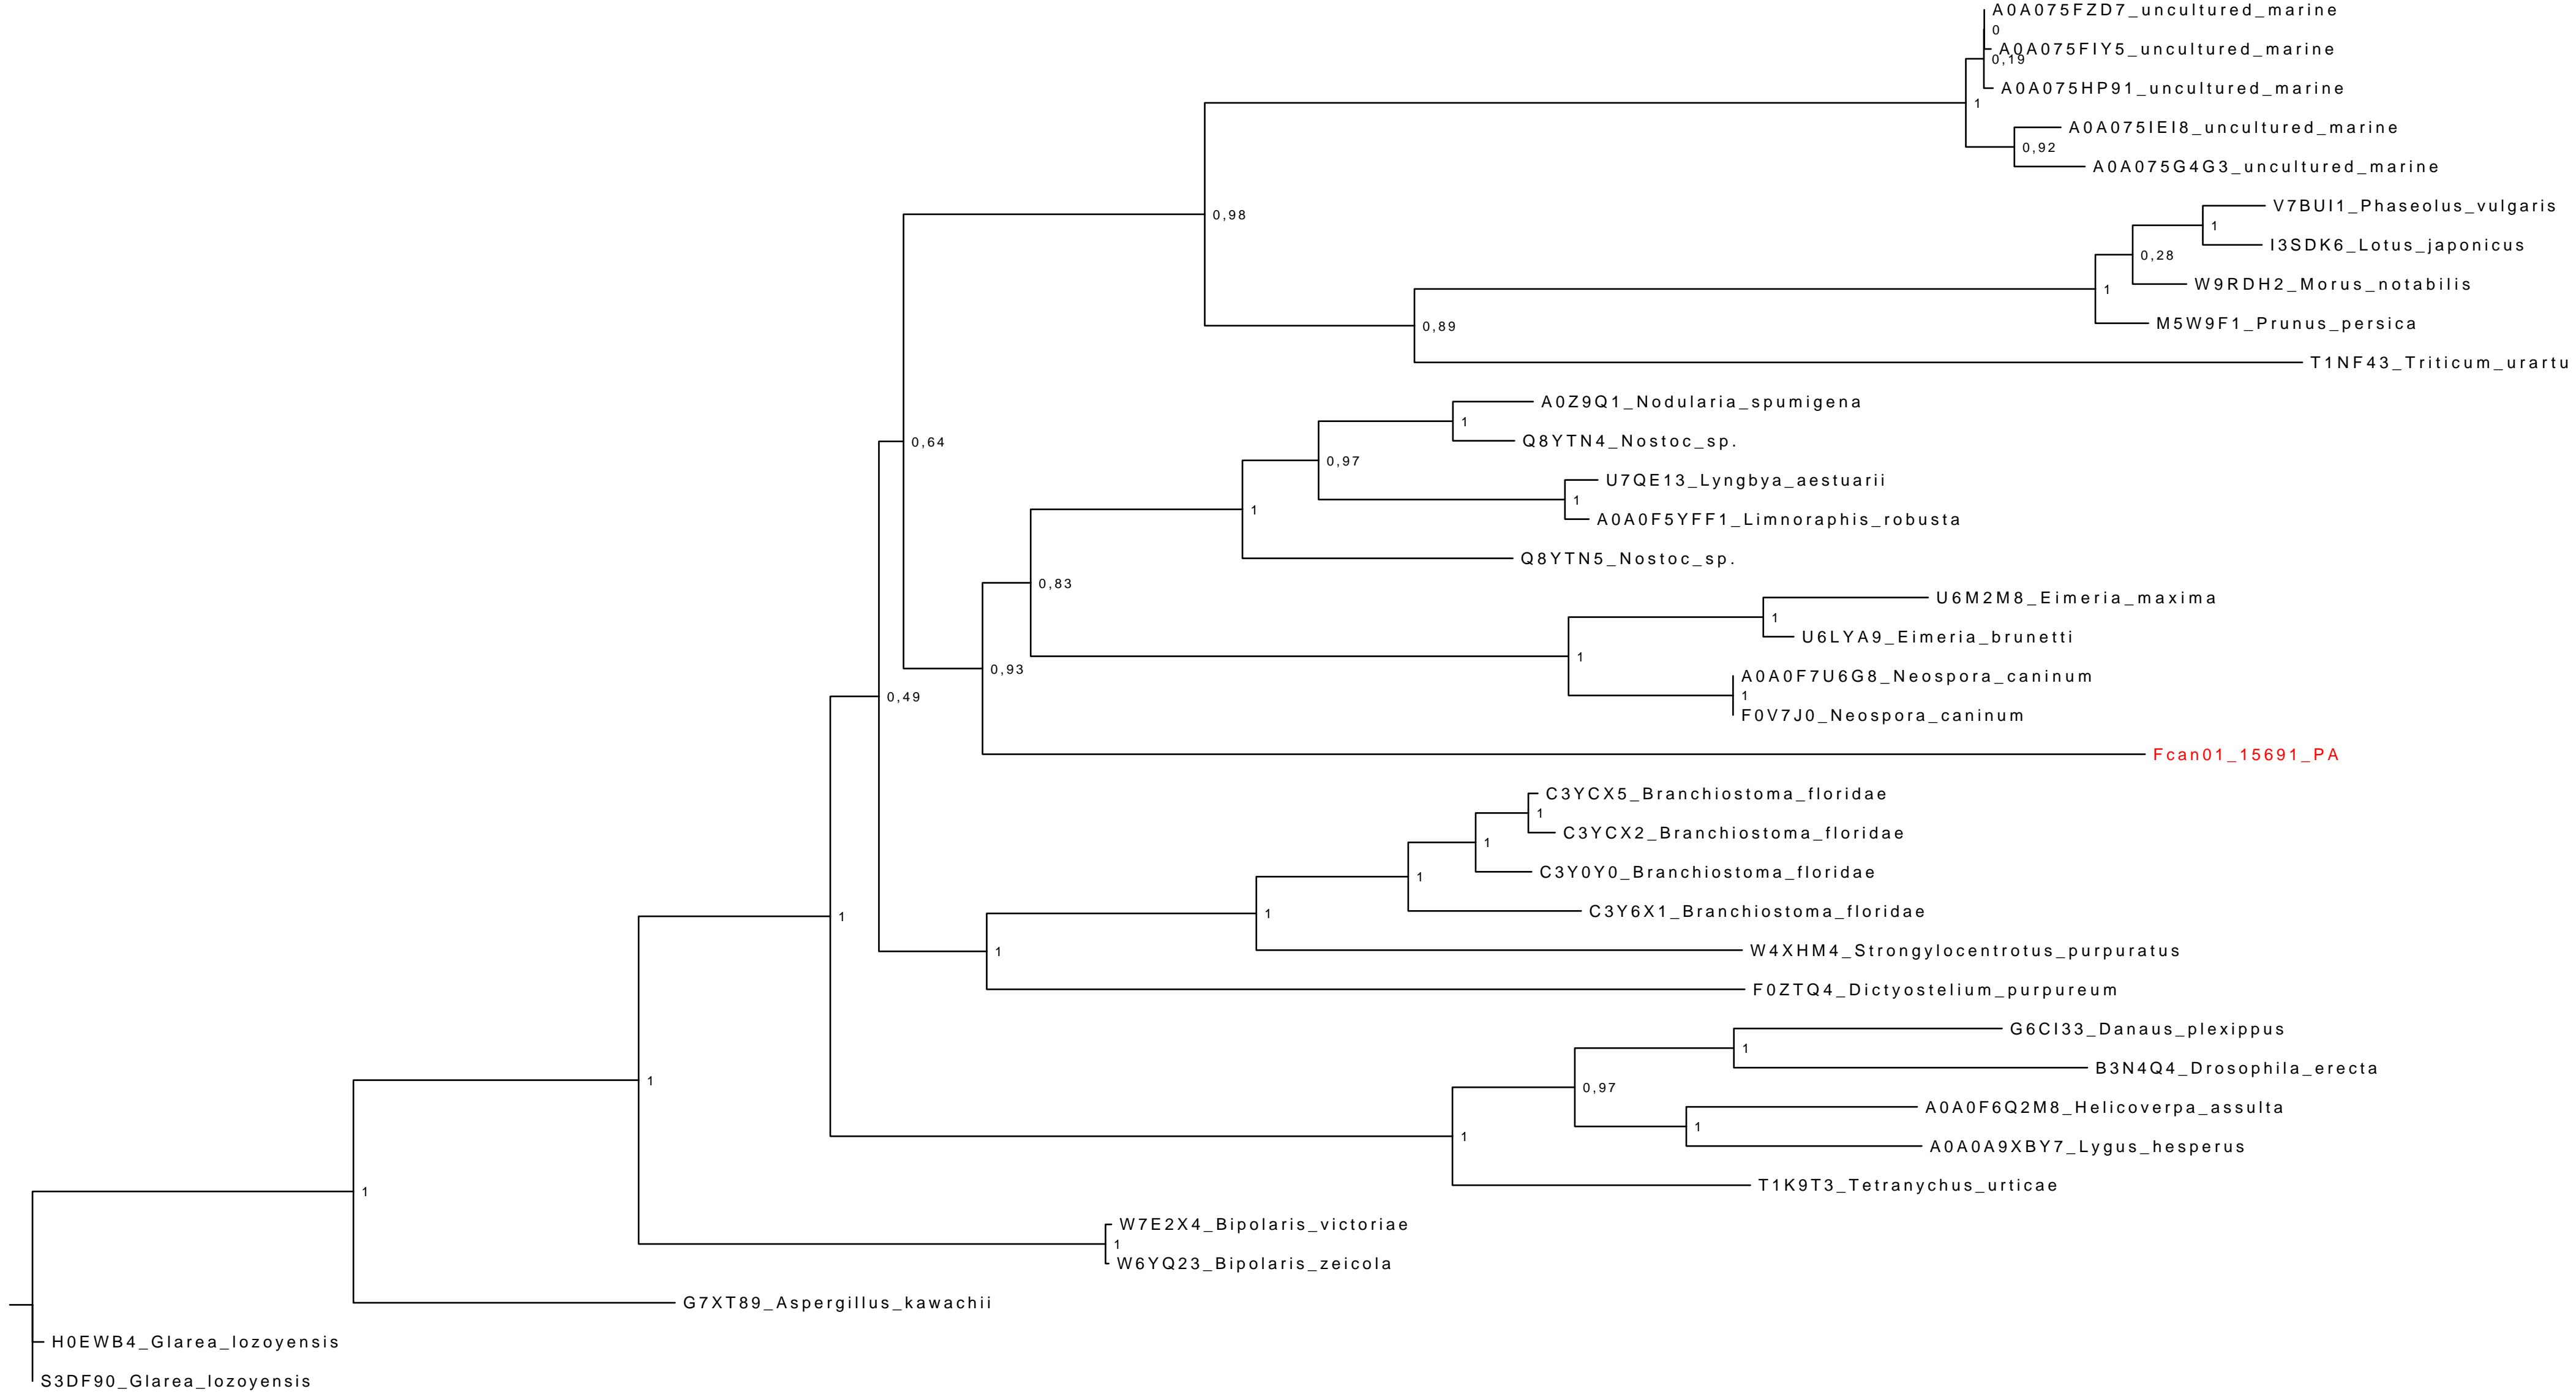 A0A075FZD7_uncultured_marine
0
A0A075FIY5_uncultured_marine
0,19
A0A075HP91_uncultured_marine
1
A0A075IEI8_uncultured_marine
0,92
A0A075G4G3_uncultured_marine
V7BUI1_Phaseolus_vulgaris
0,98
1
I3SDK6_Lotus_japonicus
0,28
W9RDH2_Morus_notabilis
1
M5W9F1_Prunus_persica
0,89
T1NF43_Triticum_urartu
A0Z9Q1_Nodularia_spumigena
1
Q8YTN4_Nostoc_sp.
0,64
0,97
U7QE13_Lyngbya_aestuarii
1
1
A0A0F5YFF1_Limnoraphis_robusta
Q8YTN5_Nostoc_sp.
0,83
U6M2M8_Eimeria_maxima
1
U6LYA9_Eimeria_brunetti
1
0,93
A0A0F7U6G8_Neospora_caninum
1
0,49
F0V7J0_Neospora_caninum
Fcan01_15691_PA
C3YCX5_Branchiostoma_floridae
1
C3YCX2_Branchiostoma_floridae
1
C3Y0Y0_Branchiostoma_floridae
1
C3Y6X1_Branchiostoma_floridae
1
1
W4XHM4_Strongylocentrotus_purpuratus
1
F0ZTQ4_Dictyostelium_purpureum
G6CI33_Danaus_plexippus
1
B3N4Q4_Drosophila_erecta
1
0,97
A0A0F6Q2M8_Helicoverpa_assulta
1
1
A0A0A9XBY7_Lygus_hesperus
T1K9T3_Tetranychus_urticae
1
W7E2X4_Bipolaris_victoriae
1
W6YQ23_Bipolaris_zeicola
G7XT89_Aspergillus_kawachii
H0EWB4_Glarea_lozoyensis
S3DF90_Glarea_lozoyensis